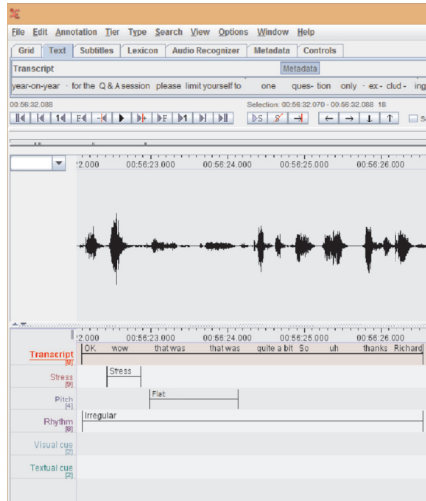 File Edit Annotation Tier Type Search View Options Window Help
Grid Text Subtitles Lexicon Audio Recognizer Metadata Controls
Transcript Metadata
year-on-year - for the Q & A session please limit yourself to one ques- tion only - ex- clud - ing
00:56:32.088 Selection: 00:56:32.070 - 00:56:32.088 18
2.000 00:56:23.000 00:56:24.000 00:56:25.000 00:56:26.000
2.000 00:56:23.000 00:56:24.000 00:56:25.000 00:56:26.000
Transcript OK wow that was that was quite a bit So uh thanks Richard
Stress Stress
[9]
Pitch Flat
[4]
Rhythm Irregular
Visual cue
[2]
Textual cue
[2]